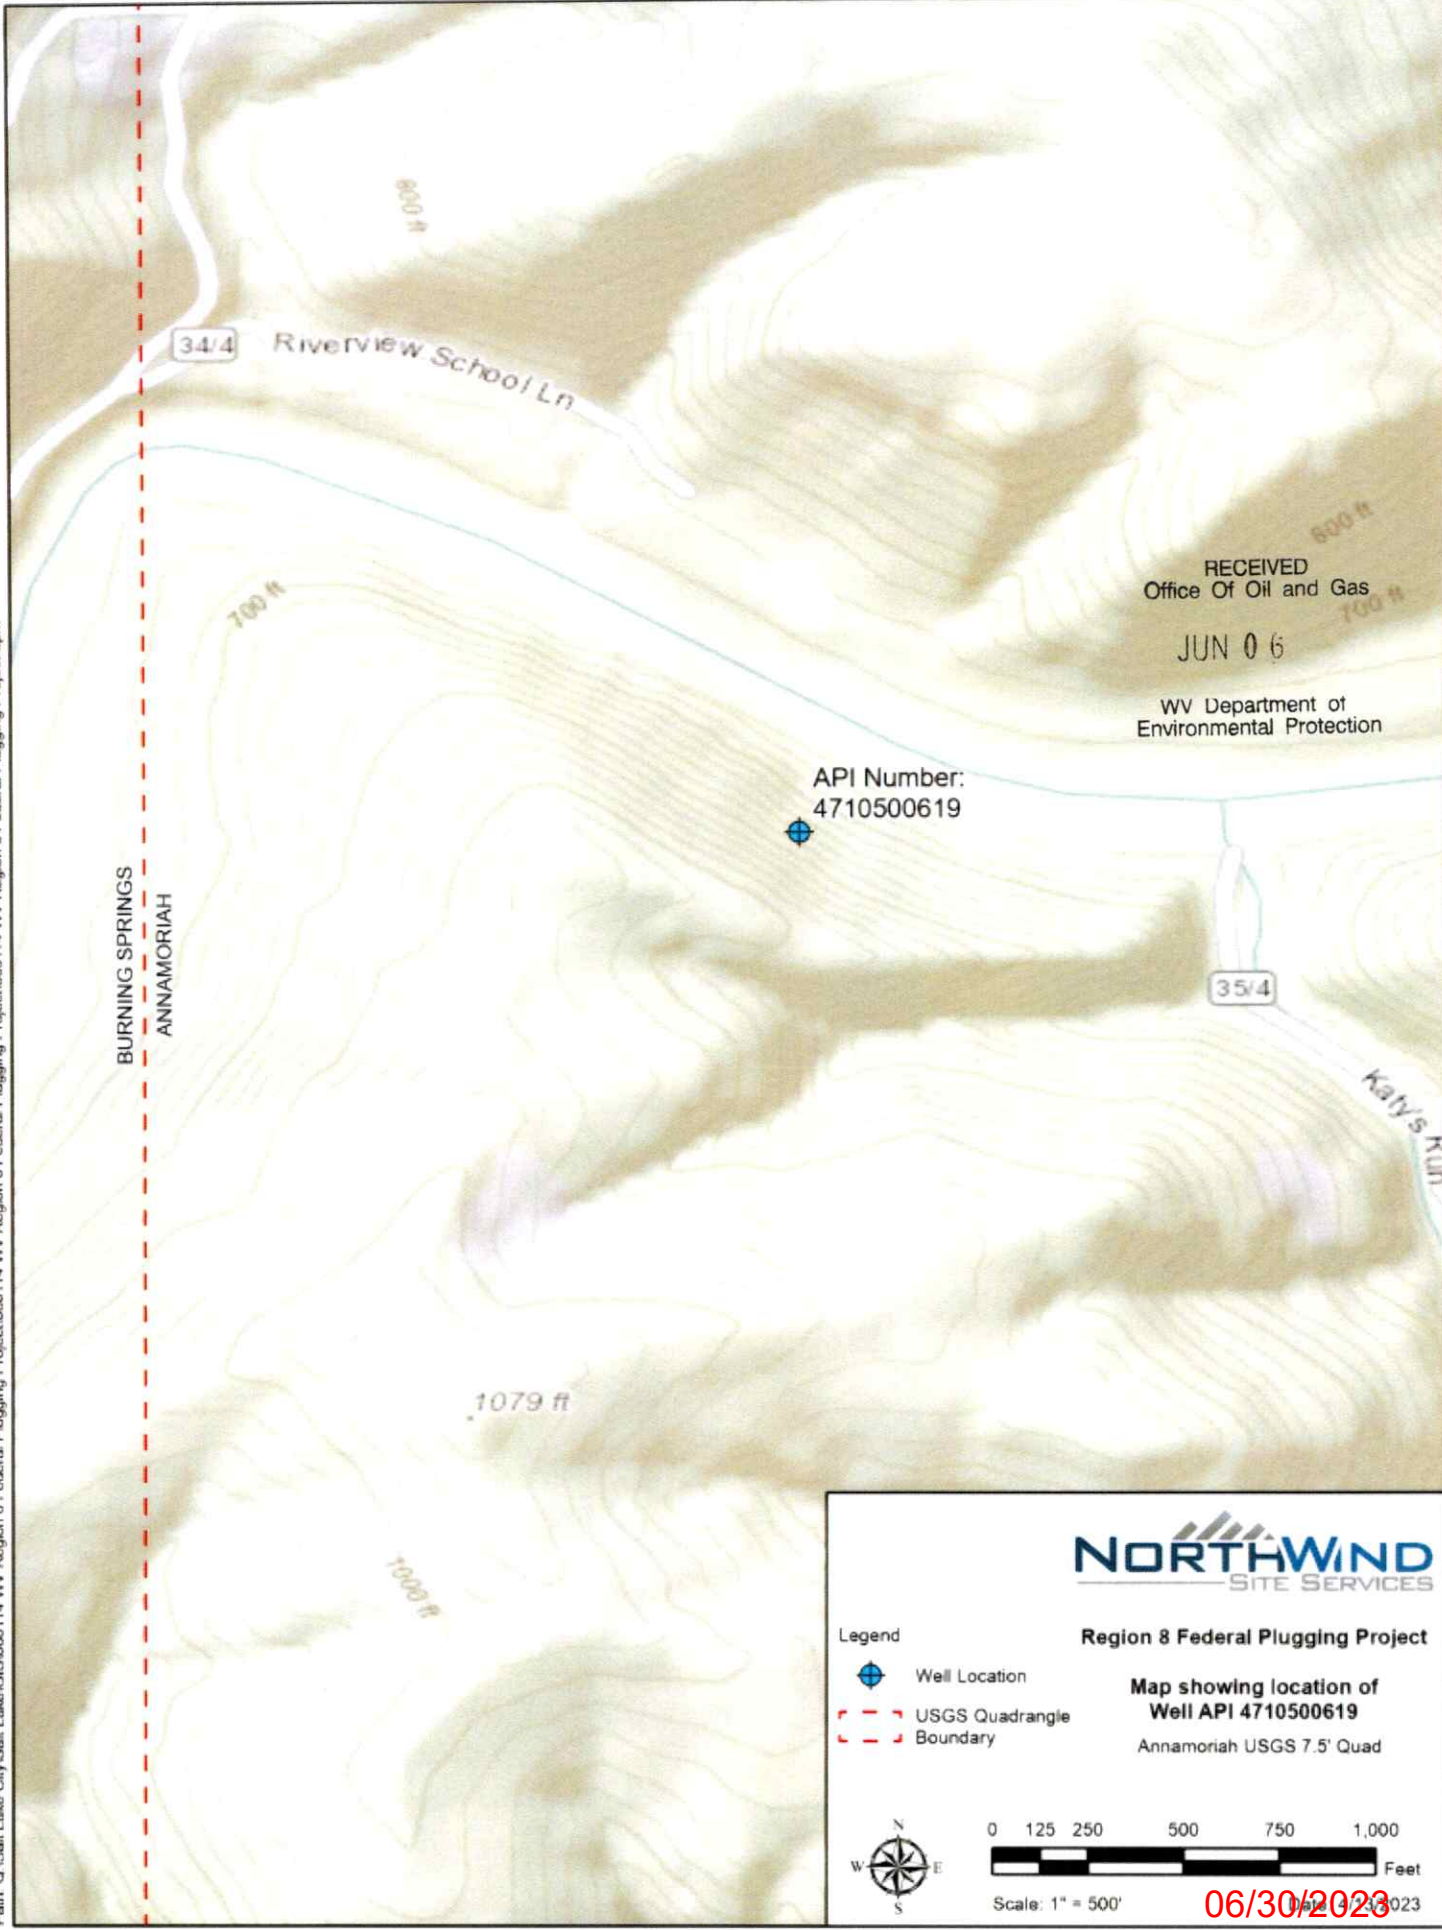 800 ft
34/4
Riverview School Ln
800 ft
RECEIVED
Office Of Oil and Gas
700 ft
700 ft
JUN 06
WV Department of
Environmental Protection
API Number:
4710500619
BURNING SPRINGS
ANNAMORIAH
35/4
Katy's Run
1079 ft
1000 ft
NORTHWIND
SITE SERVICES
Legend
Region 8 Federal Plugging Project
Well Location
Map showing location of
Well API 4710500619
USGS Quadrangle
Boundary
Annamoriah USGS 7.5' Quad
N
W
E
S
0 125 250 500 750 1,000
Feet
Scale: 1" = 500'
06/30/2023
2023